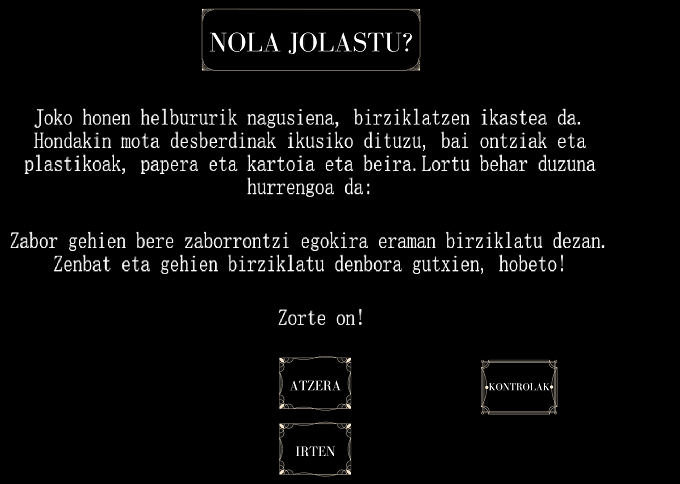 NOLA JOLASTU?
Joko honen helbururik nagusiena, birziklatzen ikastea da.
Hondakin mota desberdinak ikusiko dituzu, bai ontziak eta
plastikoak, papera eta kartoia eta beira.Lortu behar duzuna
hurrengoa da:
Zabor gehien bere zaborrontzi egokira eraman birziklatu dezan.
Zenbat eta gehien birziklatu denbora gutxien, hobeto!
Zorte on!
ATZERA
KONTROLAK
IRTEN